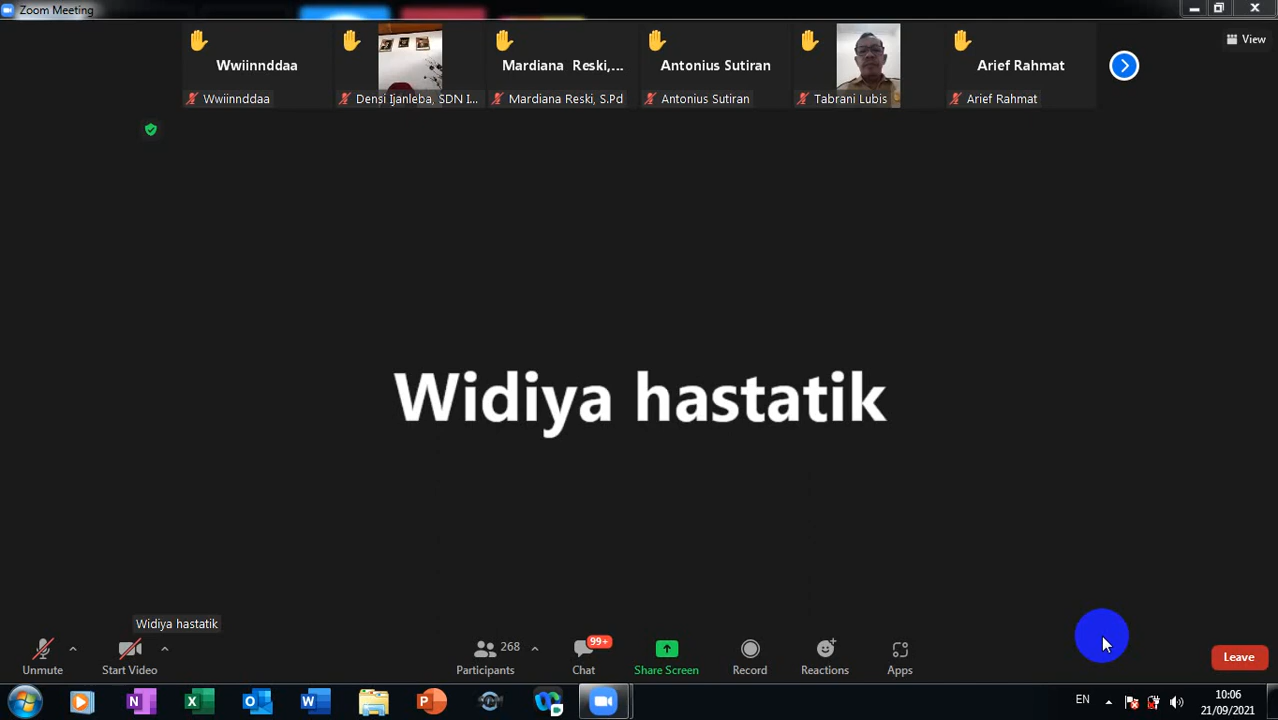 Zoom Meeting
View
Wwiinnddaa
Mardiana Reski,...
Antonius Sutiran
Arief Rahmat
Wwiinnddaa
Densi Ijanleba, SDN I...
Mardiana Reski, S.Pd
Antonius Sutiran
Tabrani Lubis
Arief Rahmat
Widiya hastatik
Widiya hastatik
268
99+
Unmute
Start Video
Participants
Chat
Share Screen
Record
Reactions
Apps
Leave
EN
10:06
21/09/2021